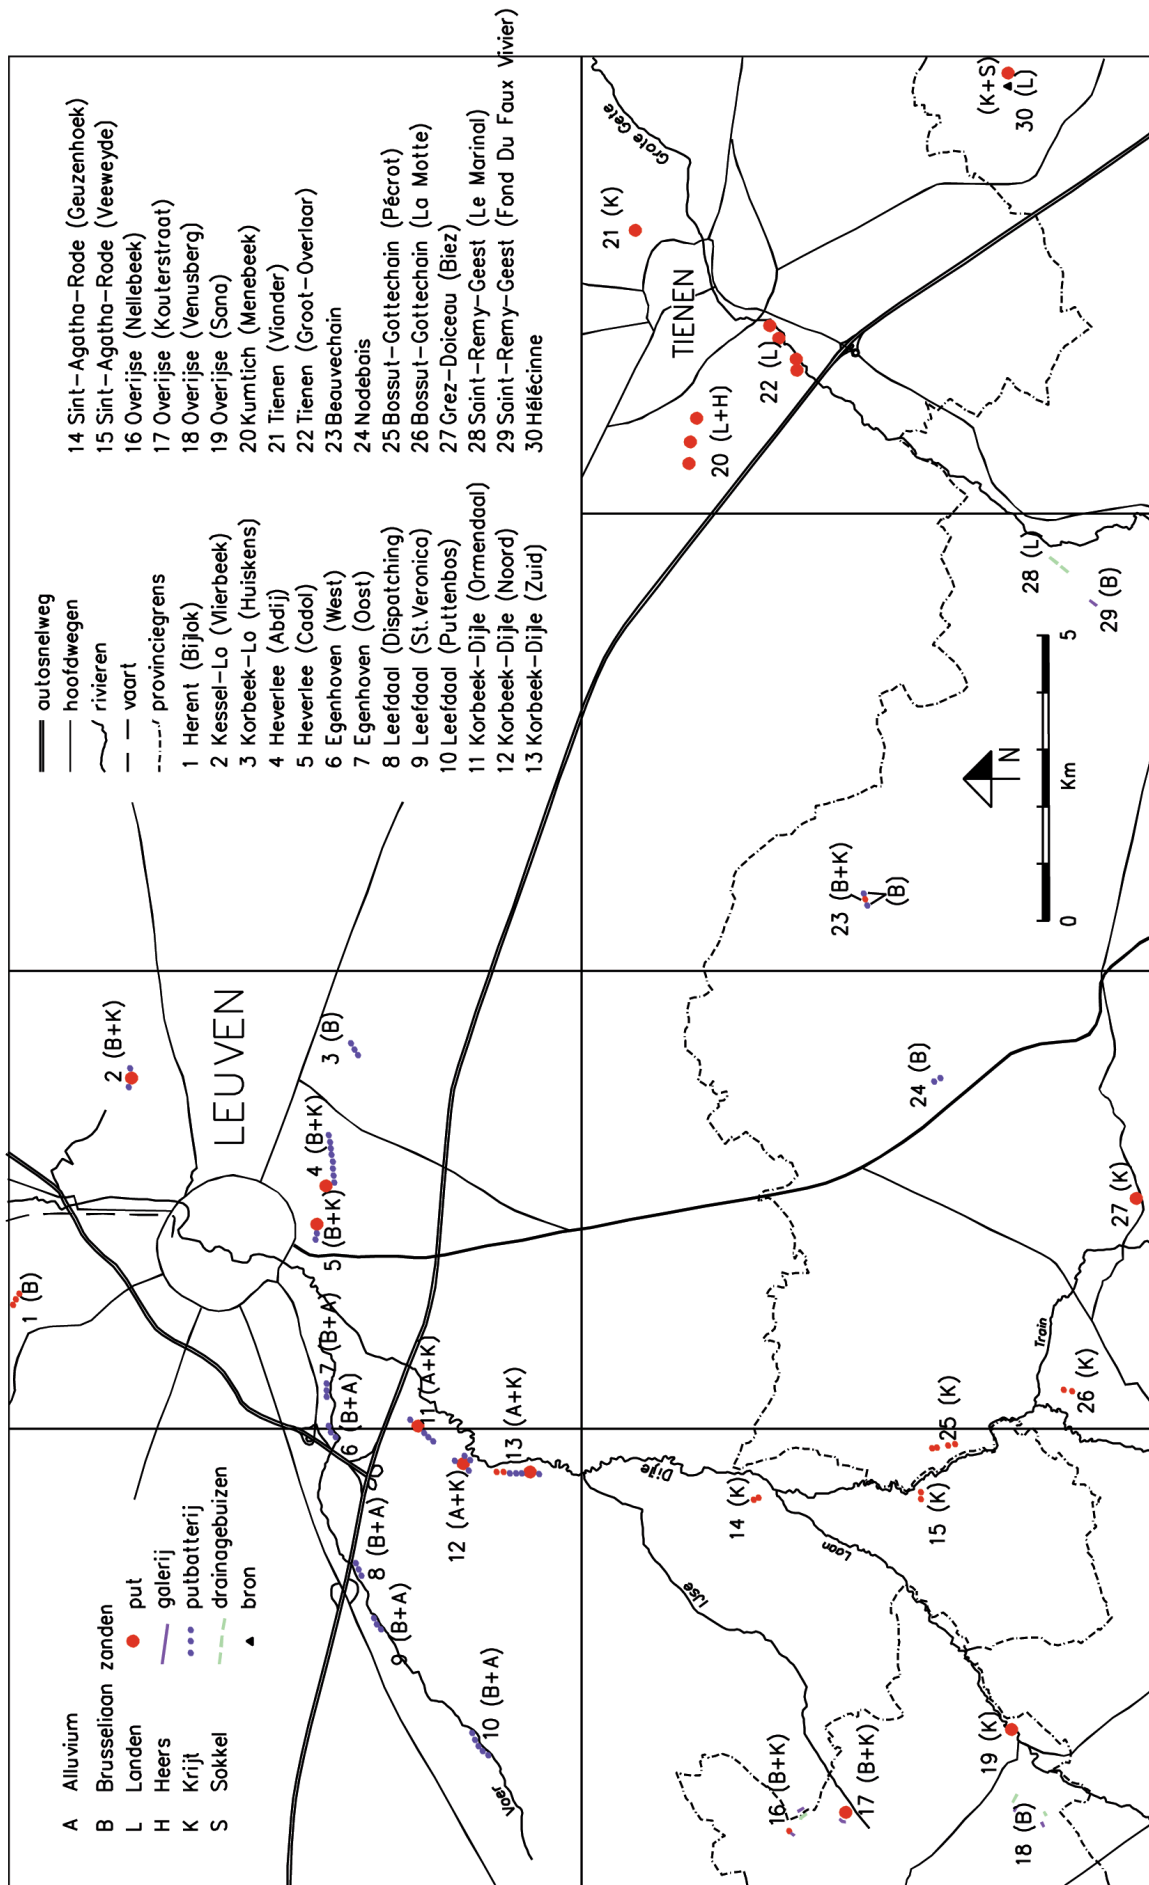 A Alluvium
B Brusseliaan zanden
L Landen
H Heers
K Krijt
S Sokkel
put
galerij
putbatterij
drainagebuizen
bron
autosnelweg
hoofdwegen
rivieren
vaart
provinciegrens
1 Herent (Bijlok)
2 Kessel-Lo (Vlierbeek)
3 Korbeek-Lo (Huiskens)
4 Heverlee (Abdij)
5 Heverlee (Cadol)
6 Egenhoven (West)
7 Egenhoven (Oost)
8 Leefdaal (Dispatching)
9 Leefdaal (St.Veronica)
10 Leefdaal (Puttenbos)
11 Korbeek-Dijle (Ormendaal)
12 Korbeek-Dijle (Noord)
13 Korbeek-Dijle (Zuid)
14 Sint-Agatha-Rode (Geuzenhoek)
15 Sint-Agatha-Rode (Veeweyde)
16 Overijse (Nellebeek)
17 Overijse (Kouterstraat)
18 Overijse (Venusberg)
19 Overijse (Sana)
20 Kumtich (Menebeek)
21 Tienen (Viander)
22 Tienen (Groot-Overlaar)
23 Beauvechain
24 Nodebais
25 Bossut-Gottechain (Pécrot)
26 Bossut-Gottechain (La Motte)
27 Grez-Doiceau (Biez)
28 Saint-Remy-Geest (Le Marinal)
29 Saint-Remy-Geest (Fond Du Faux Vivier)
30 Hélécinne
1 (B)
2 (B+K)
LEUVEN
3 (B)
4 (B+K)
5 (B+K)
7 (B+A)
6 (B+A)
8 (B+A)
(B+A)
10 (B+A)
Voer
11 (A+K)
12 (A+K)
13 (A+K)
Dijle
IJse
Laan
14 (K)
15 (K)
16 (B+K)
17 (B+K)
18 (B)
19 (K)
25 (K)
26 (K)
Train
27 (K)
24 (B)
23 (B+K)
(B)
N
0
Km
5
28 (L)
29 (B)
20 (L+H)
TIENEN
21 (K)
22 (L)
Grote Gete
(K+S)
30 (L)